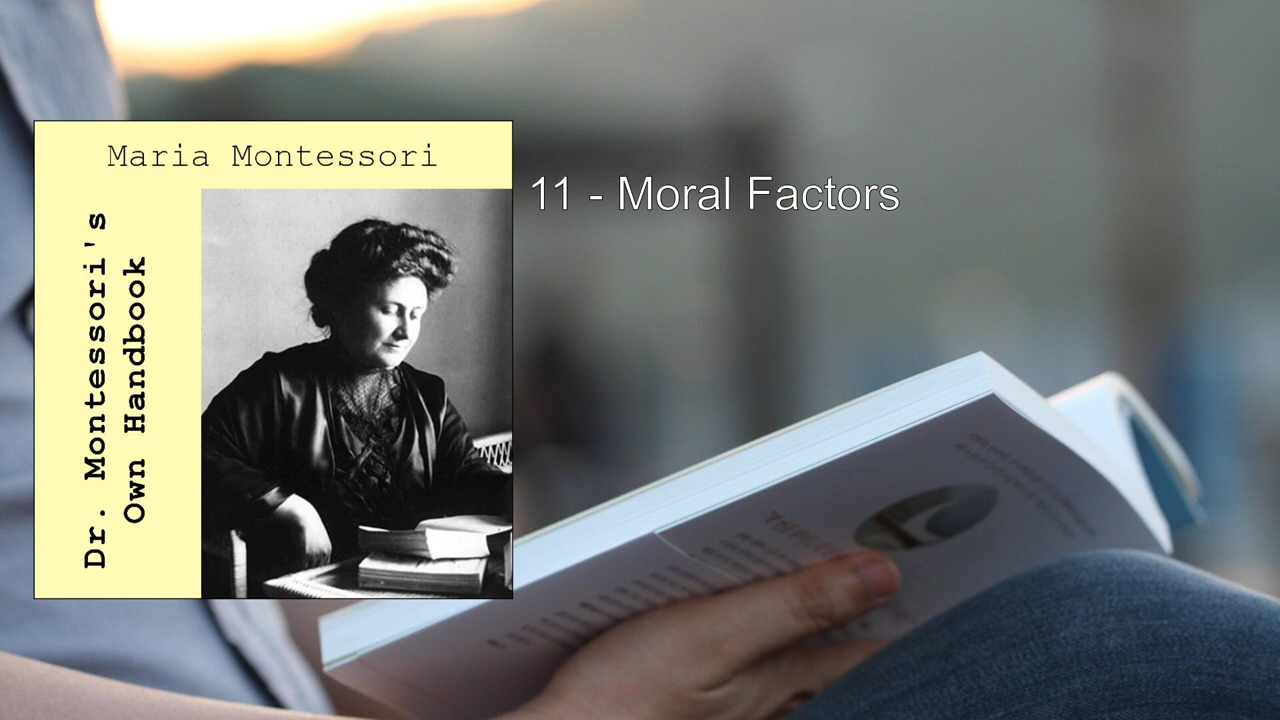 Maria Montessori
Dr. Montessori's
Own Handbook
11 - Moral Factors